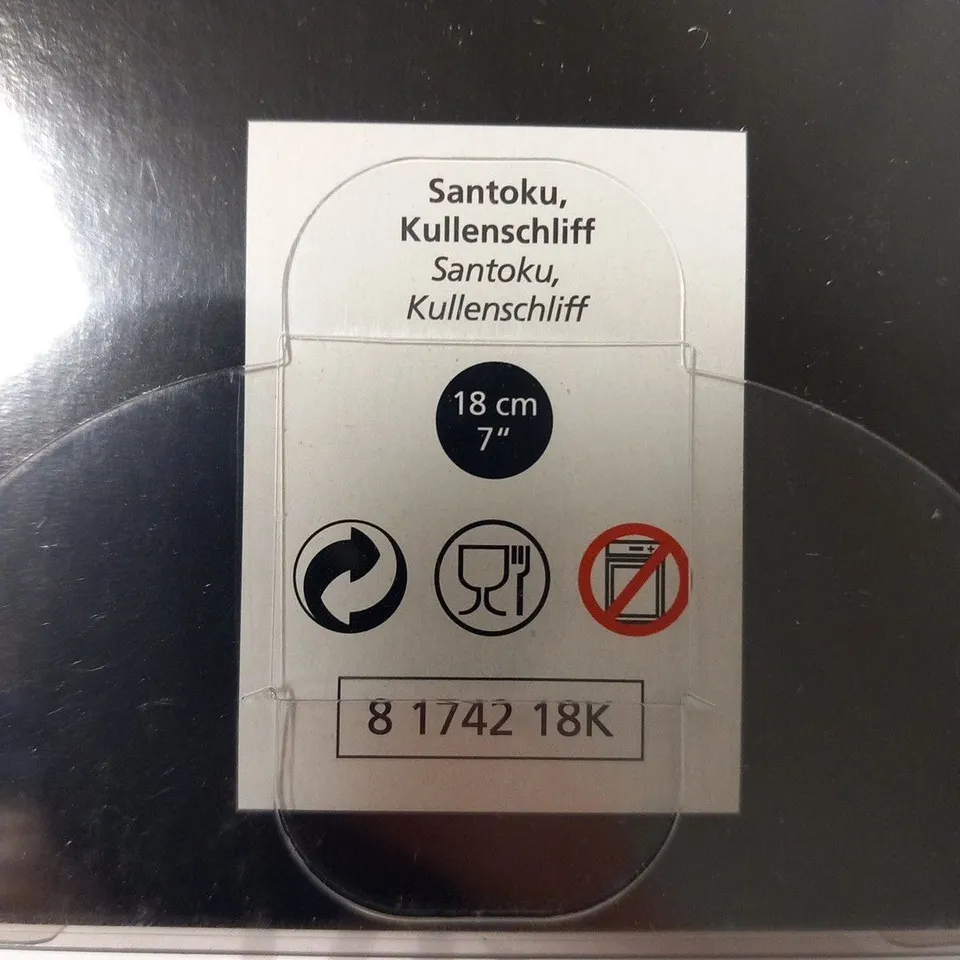 Santoku,
Kullenschliff
Santoku,
Kullenschliff
18 cm
7“
8 1742 18K